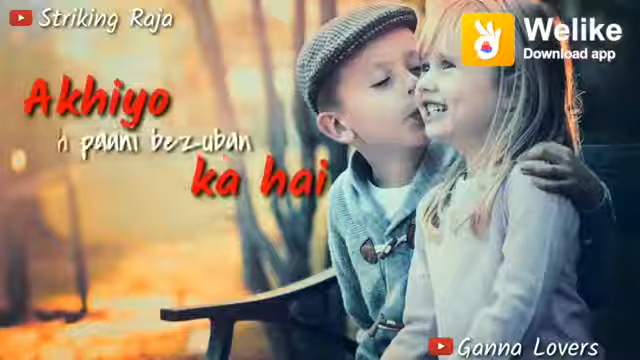 Striking Raja
Welike
Download app
Akhiyo
h paani bezuban
ka hai
Ganna Lovers